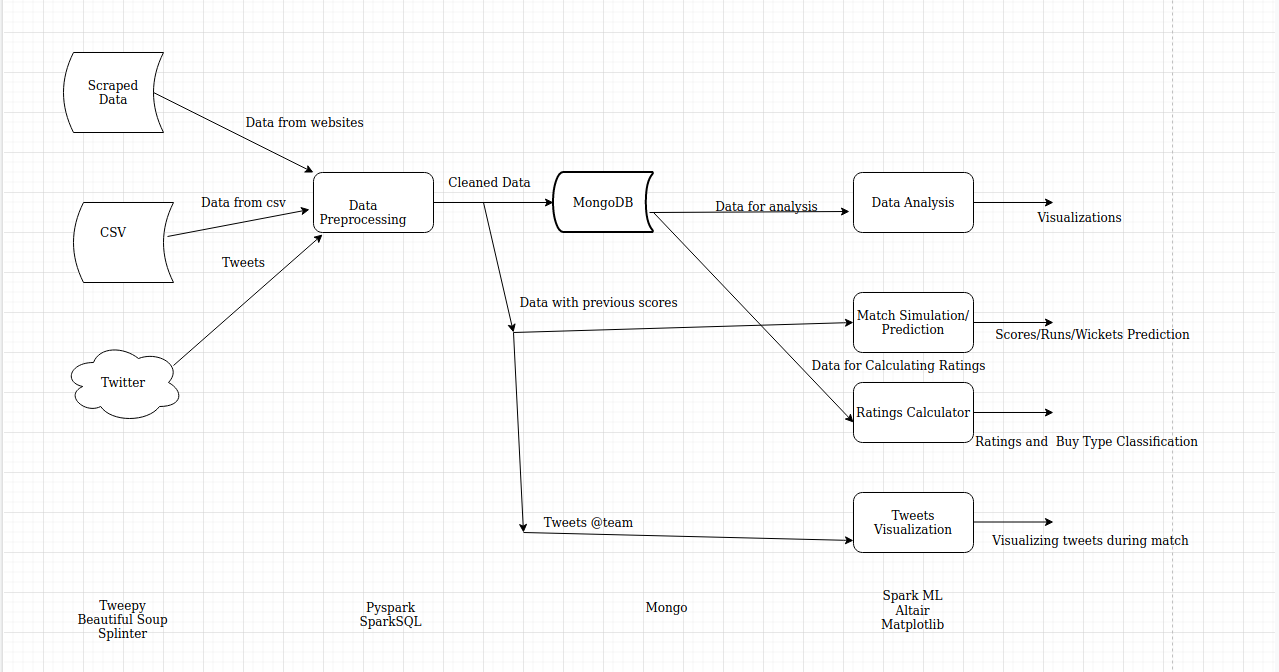 Scraped
Data
Data from websites
Cleaned Data
Data from csv
Data
Preprocessing
MongoDB
Data for analysis
Data Analysis
Visualizations
CSV
Tweets
Data with previous scores
Match Simulation/
Prediction
Scores/Runs/Wickets Prediction
Data for Calculating Ratings
Twitter
Ratings Calculator
Ratings and  Buy Type Classification
Tweets @team
Tweets
Visualization
Visualizing tweets during match
Tweepy
Beautiful Soup
Splinter
Pyspark
SparkSQL
Mongo
Spark ML
Altair
Matplotlib